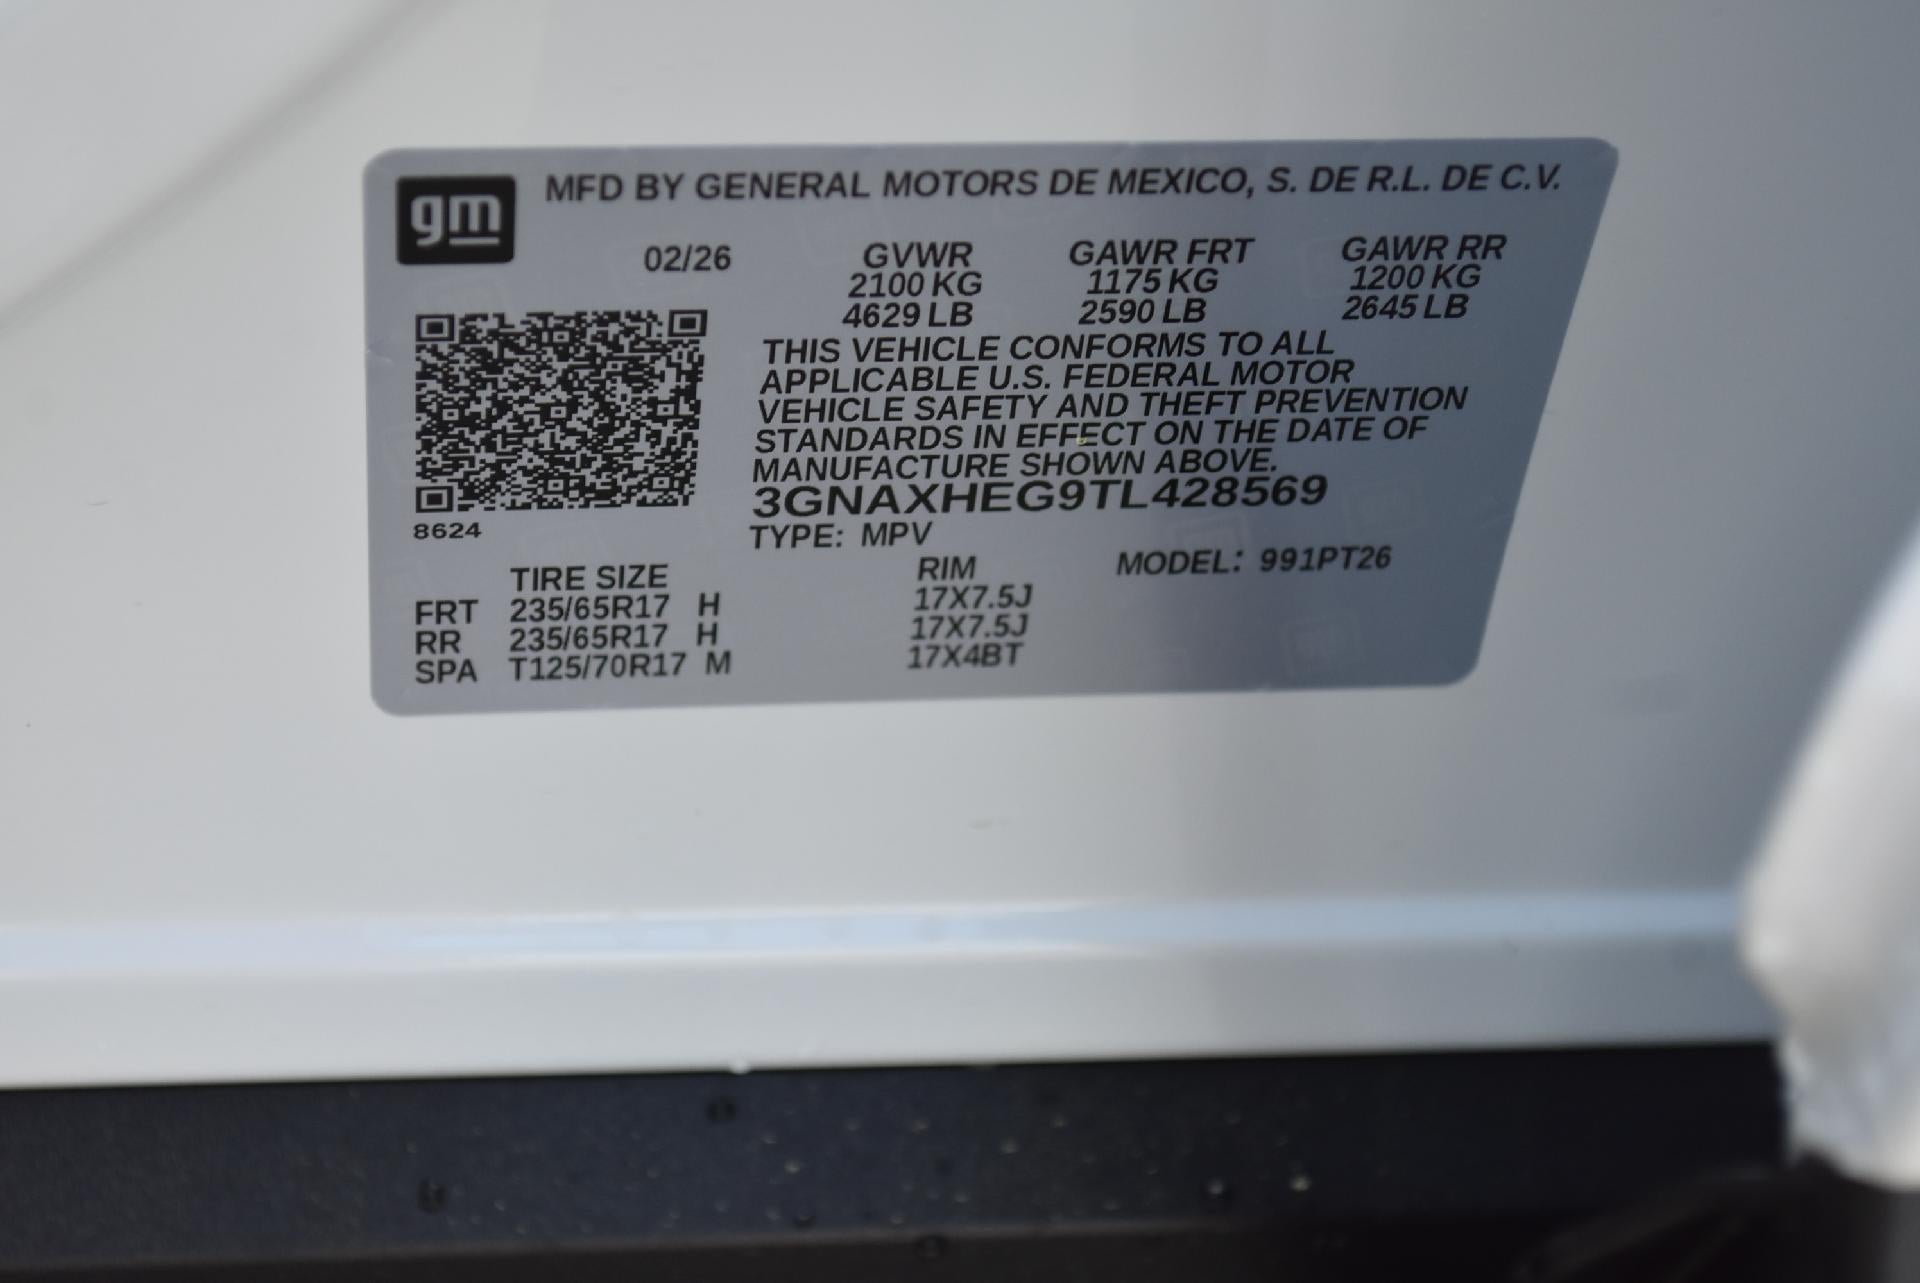 gm
MFD BY GENERAL MOTORS DE MEXICO, S. DE R.L. DE C.V.
02/26 GVWR GAWR FRT GAWR RR
2100 KG 1175 KG 1200 KG
4629 LB 2590 LB 2645 LB
THIS VEHICLE CONFORMS TO ALL
APPLICABLE U.S. FEDERAL MOTOR
VEHICLE SAFETY AND THEFT PREVENTION
STANDARDS IN EFFECT ON THE DATE OF
MANUFACTURE SHOWN ABOVE.
3GNAXHEG9TL428569
8624
TYPE: MPV
MODEL: 991PT26
TIRE SIZE RIM
FRT 235/65R17 H 17X7.5J
RR 235/65R17 H 17X7.5J
SPA T125/70R17 M 17X4BT